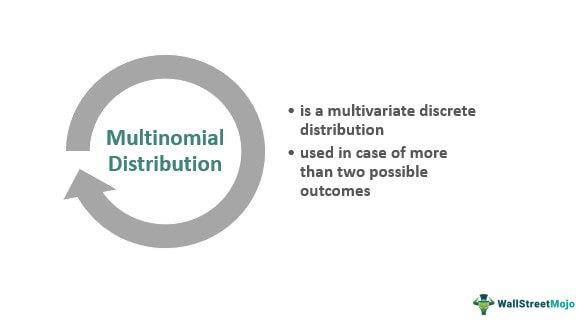 Multinomial
Distribution
• is a multivariate discrete
distribution
• used in case of more
than two possible
outcomes
WallStreetMojo